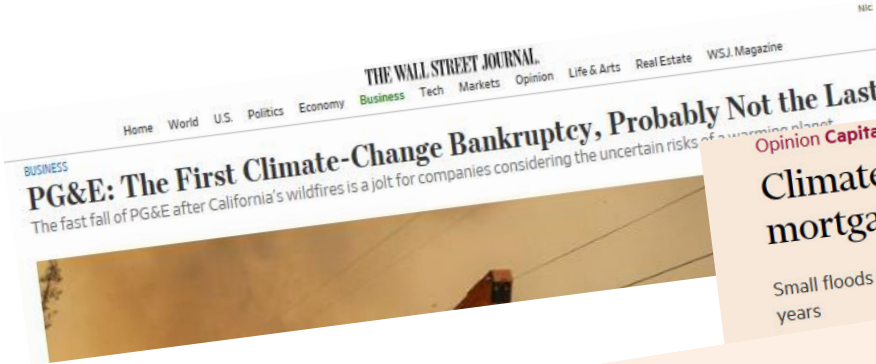 THE WALL STREET JOURNAL.
Home World U.S. Politics Economy Business Tech Markets Opinion Life & Arts Real Estate WSJ. Magazine
BUSINESS
PG&E: The First Climate-Change Bankruptcy, Probably Not the Last
The fast fall of PG&E after California's wildfires is a jolt for companies considering the uncertain risks of a warming planet
Opinion Capita
Climate
mortga
Small floods
years